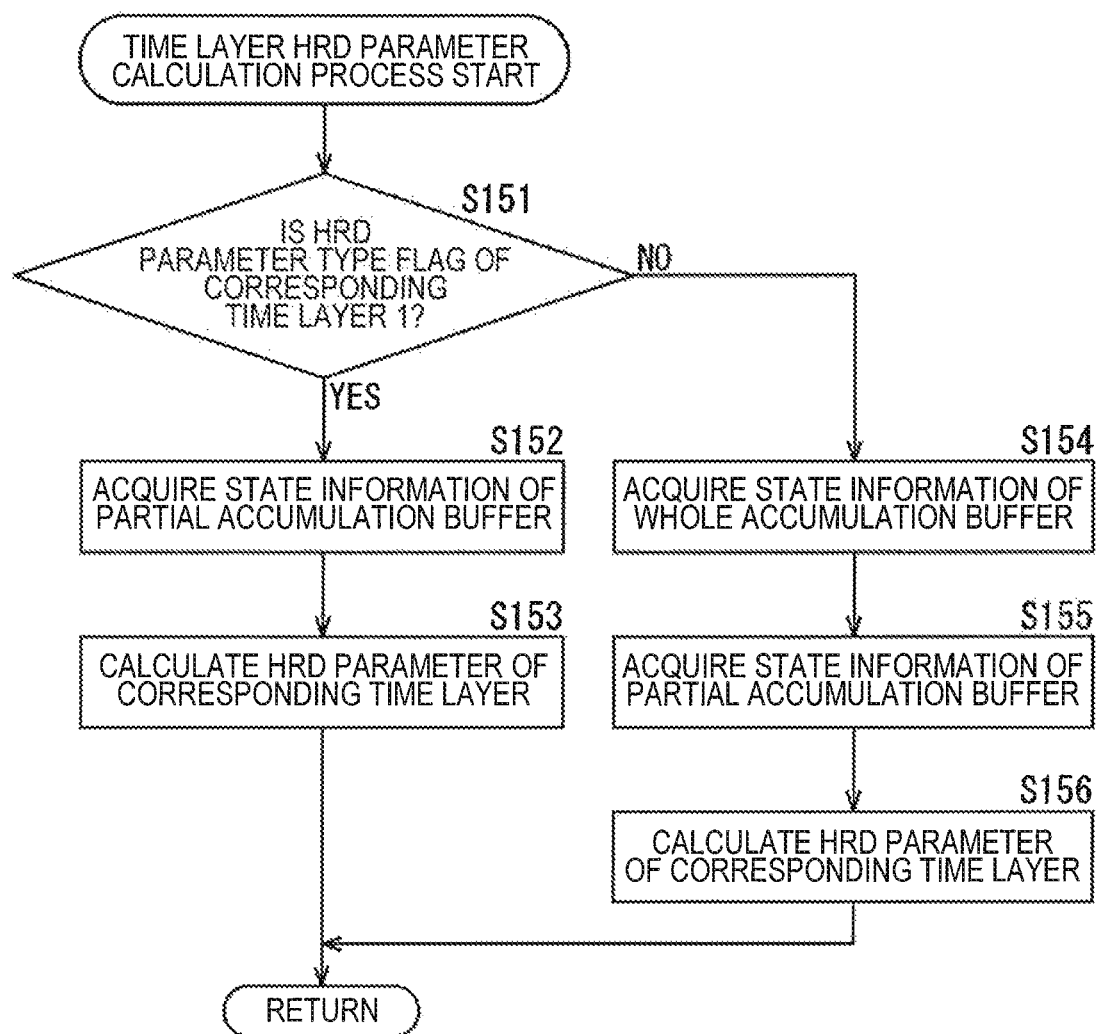 TIME LAYER HRD PARAMETER
CALCULATION PROCESS START
S151
IS HRD
PARAMETER TYPE FLAG OF
CORRESPONDING
TIME LAYER 1?
NO
YES
S152
ACQUIRE STATE INFORMATION OF
PARTIAL ACCUMULATION BUFFER
S153
CALCULATE HRD PARAMETER OF
CORRESPONDING TIME LAYER
S154
ACQUIRE STATE INFORMATION OF
WHOLE ACCUMULATION BUFFER
S155
ACQUIRE STATE INFORMATION OF
PARTIAL ACCUMULATION BUFFER
S156
CALCULATE HRD PARAMETER
OF CORRESPONDING TIME LAYER
RETURN